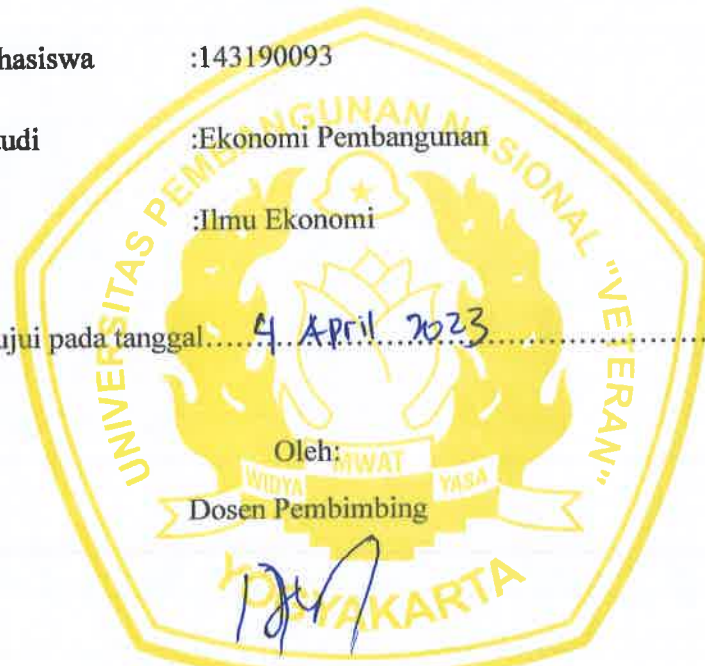 hasiswa :143190093
udi :Ekonomi Pembangunan
:Ilmu Ekonomi
ujui pada tanggal.....4 April 2023.....
Oleh:
Dosen Pembimbing
UNIVERSITAS PEMBANGUNAN NASIONAL "VETERAN"
WIDYA MWAT YASA
YOGYAKARTA